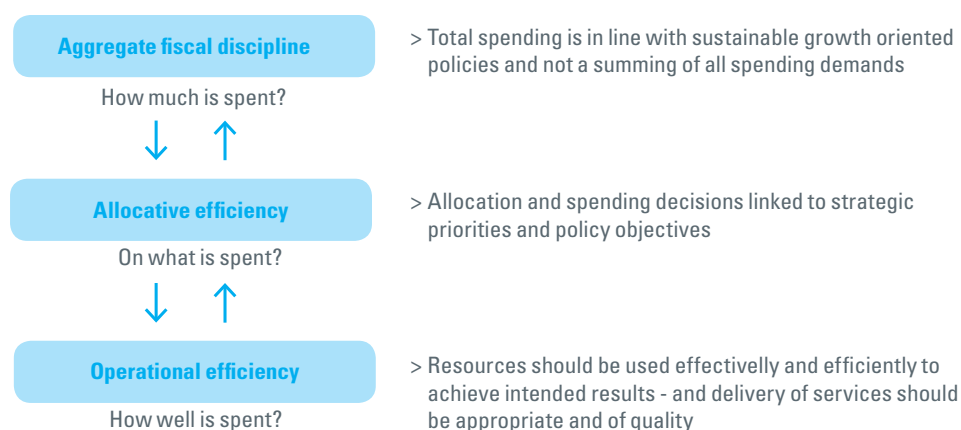 Aggregate fiscal discipline
> Total spending is in line with sustainable growth oriented
policies and not a summing of all spending demands
How much is spent?
Allocative efficiency
> Allocation and spending decisions linked to strategic
priorities and policy objectives
On what is spent?
Operational efficiency
> Resources should be used effectivelly and efficiently to
achieve intended results - and delivery of services should
be appropriate and of quality
How well is spent?